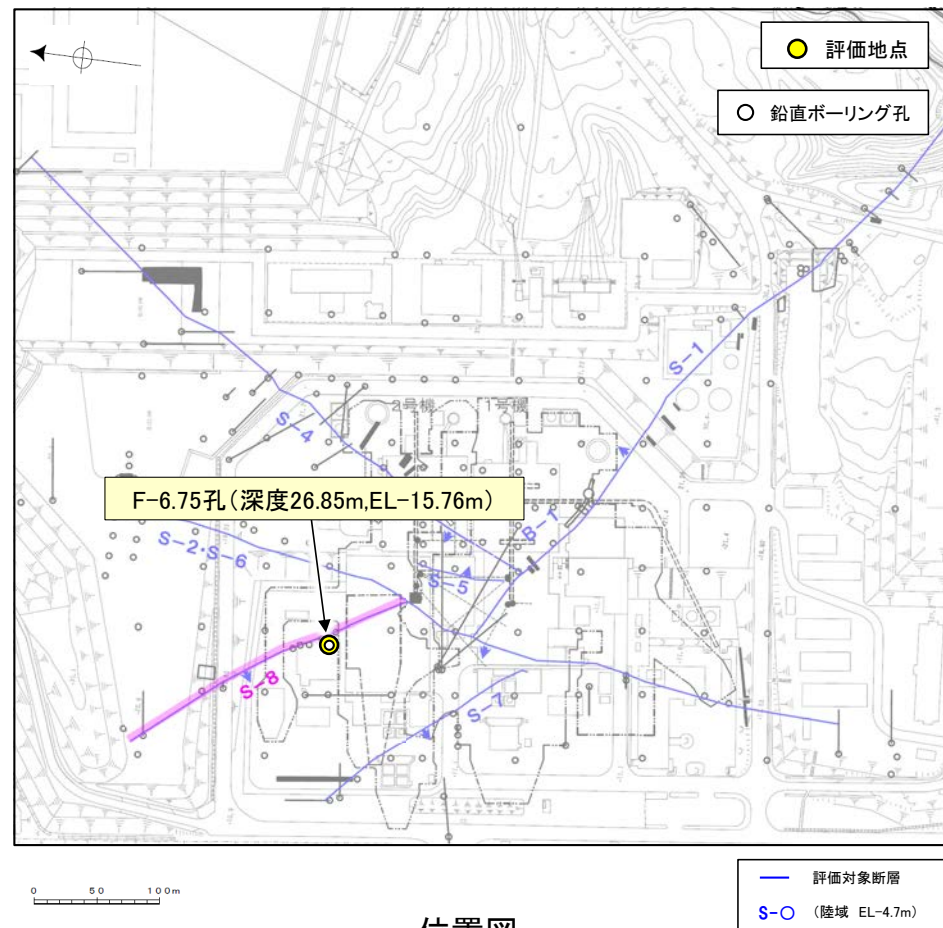 評価地点
鉛直ボーリング孔
S-1
2号機
1号機
S-4
F-6.75孔(深度26.85m,EL-15.76m)
B-1
S-2・S-6
S-5
S-8
S-7
0 50 100m
評価対象断層
S-○ (陸域 EL-4.7m)
位置図